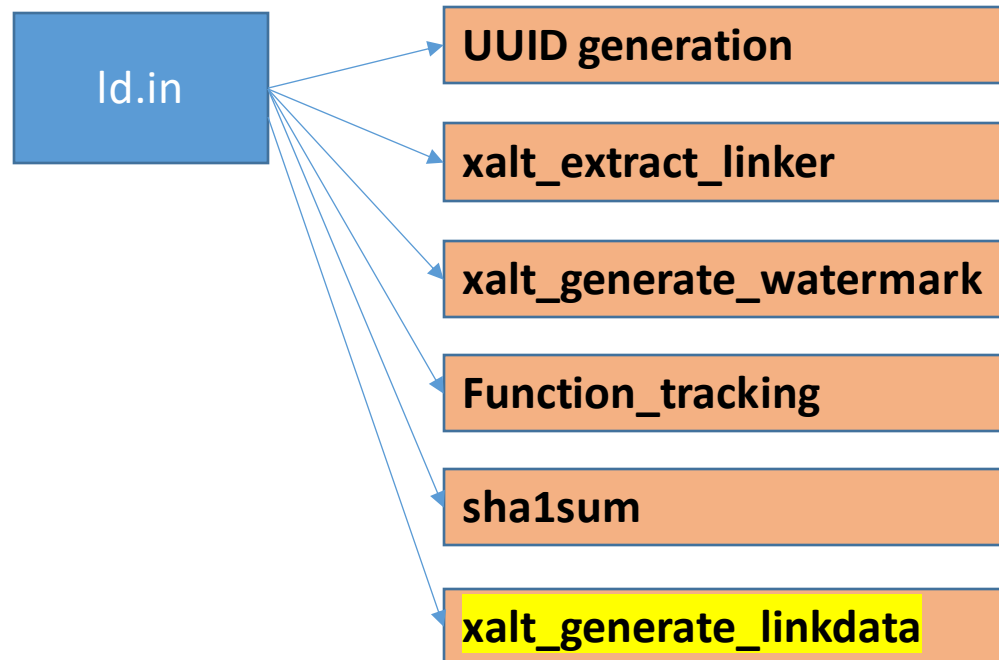 ld.in
UUID generation
xalt_extract_linker
xalt_generate_watermark
Function_tracking
sha1sum
xalt_generate_linkdata